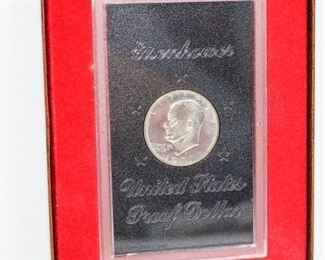 Eisenhower
United States
Proof Dollar